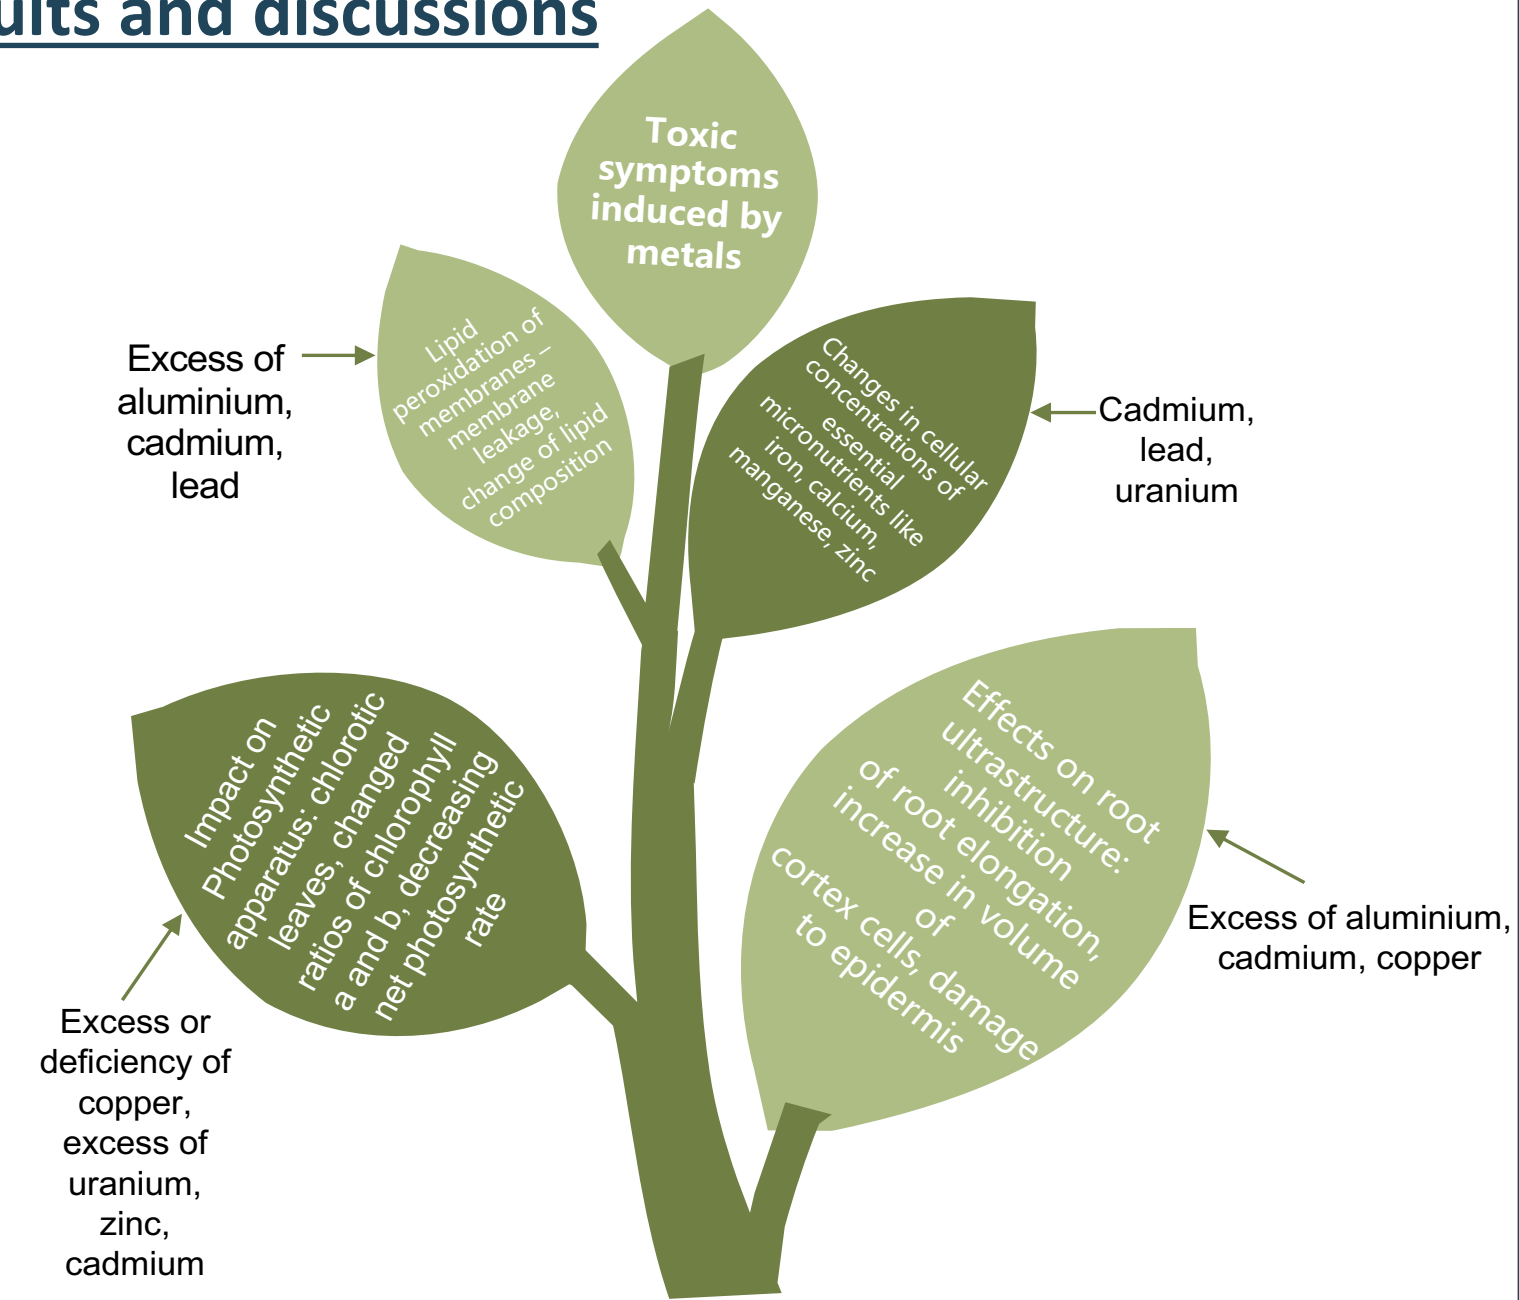 ults and discussions
Toxic
symptoms
induced by
metals
Lipid
peroxidation of
membranes –
membrane
leakage,
change of lipid
composition
Excess of
aluminium,
cadmium,
lead
Changes in cellular
concentrations of
essential
micronutrients like
iron, calcium,
manganese, zinc
Cadmium,
lead,
uranium
Impact on
Photosynthetic
apparatus: chlorotic
leaves, changed
ratios of chlorophyll
a and b, decreasing
net photosynthetic
rate
Excess or
deficiency of
copper,
excess of
uranium,
zinc,
cadmium
Effects on root
ultrastructure:
inhibition
of root elongation,
increase in volume
of
cortex cells, damage
to epidermis
Excess of aluminium,
cadmium, copper